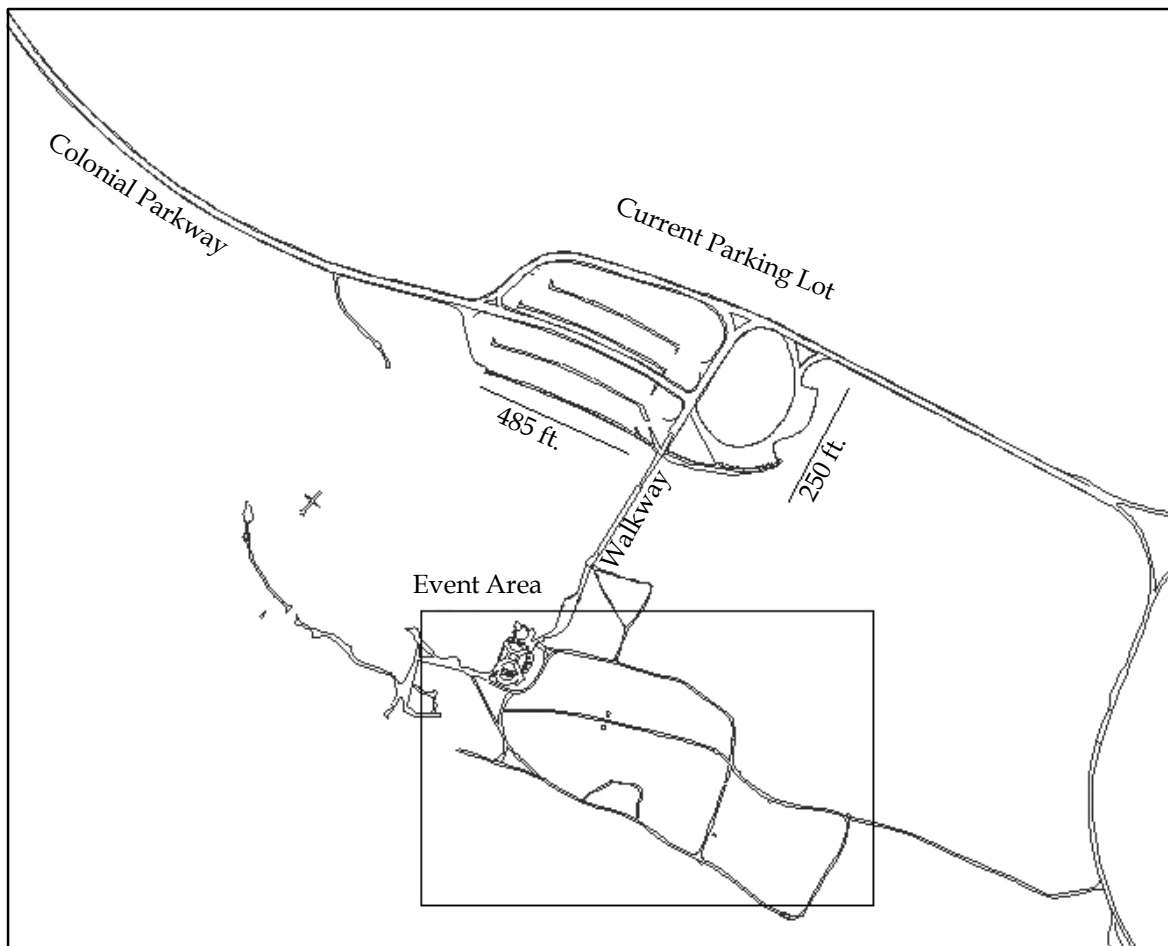 Colonial Parkway
Current Parking Lot
485 ft.
250 ft.
Walkway
Event Area